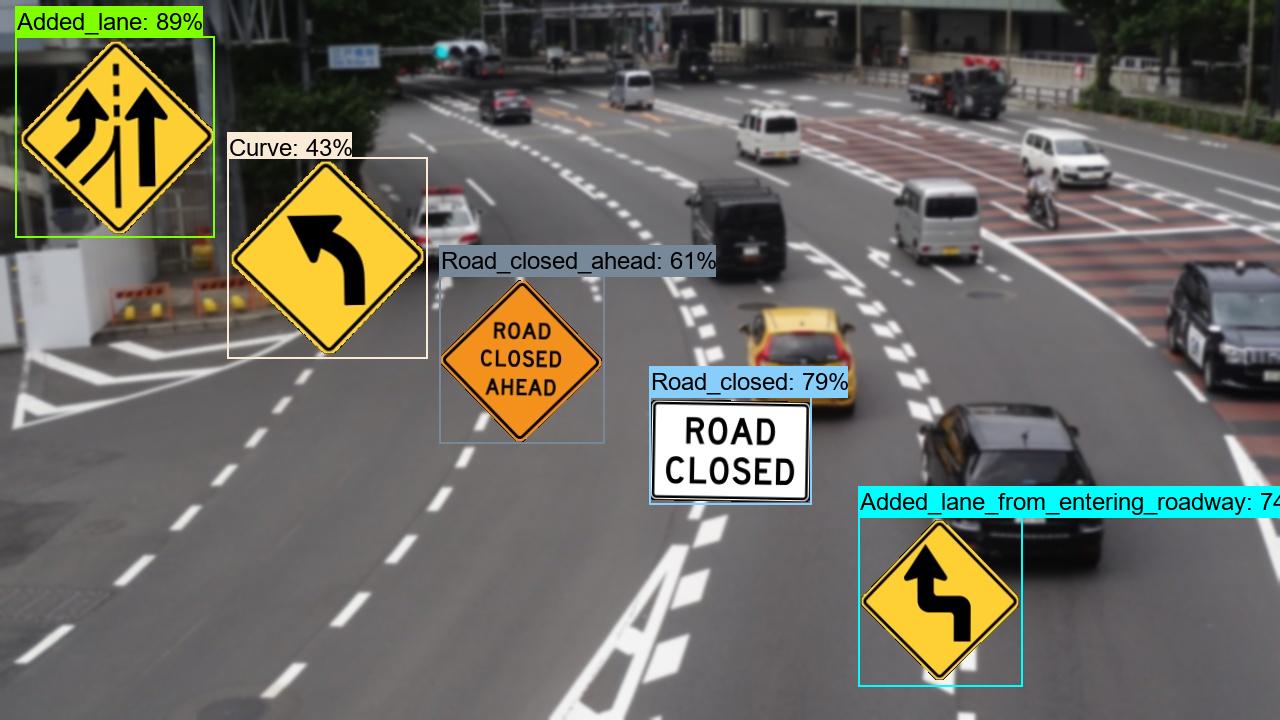 Added_lane: 89%
Curve: 43%
Road_closed_ahead: 61%
ROAD
CLOSED
AHEAD
Road_closed: 79%
ROAD
CLOSED
Added_lane_from_entering_roadway: 74